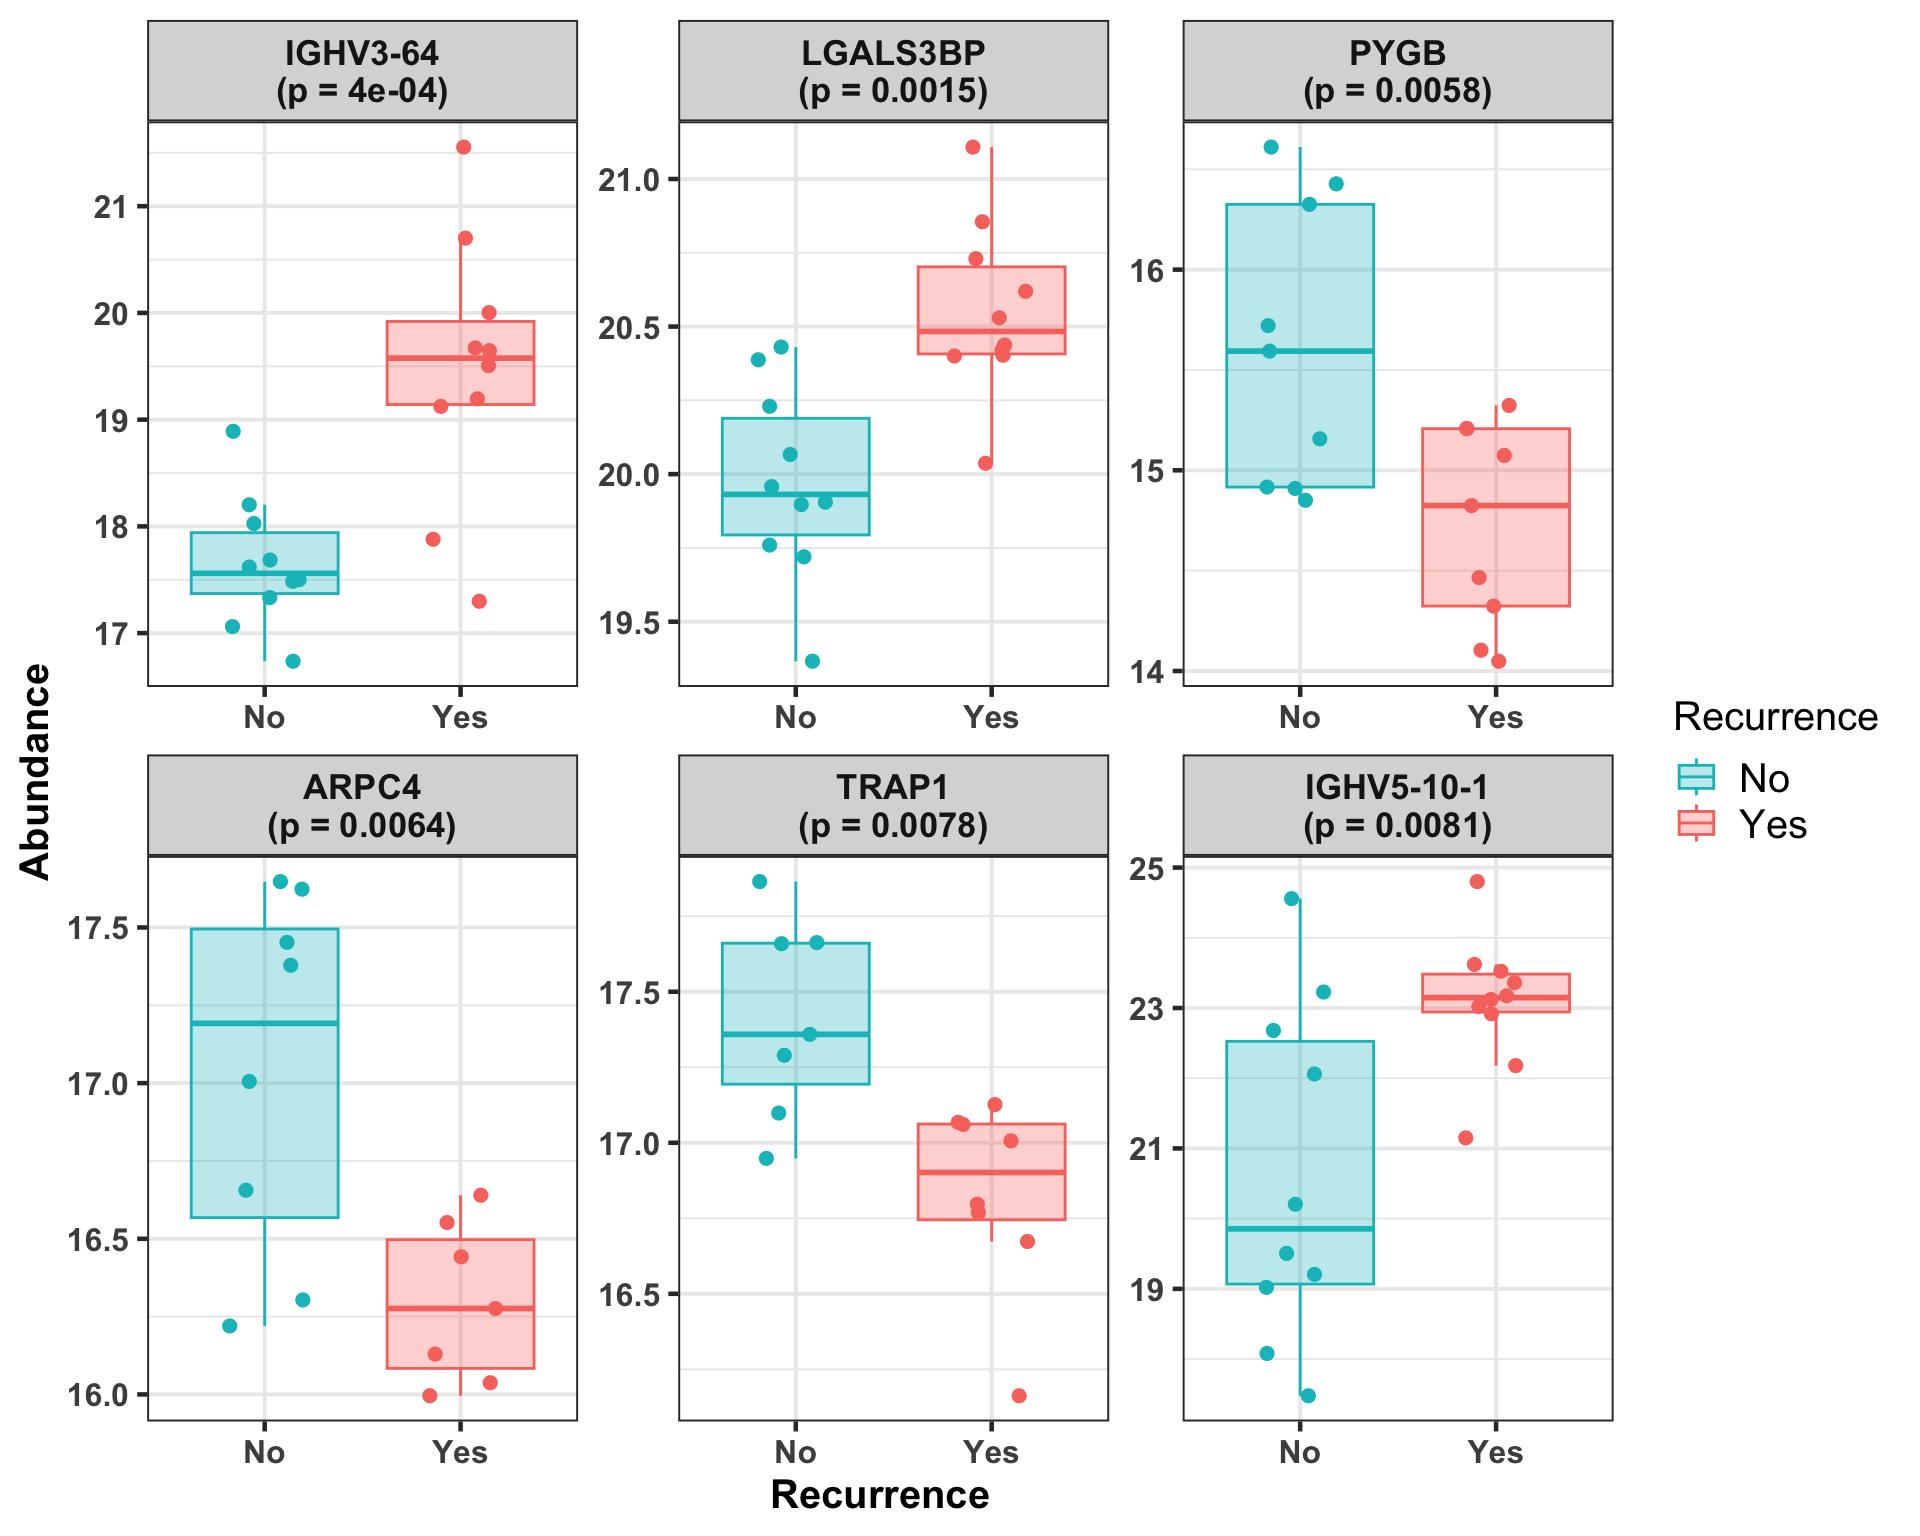 IGHV3-64
(p = 4e-04)
LGALS3BP
(p = 0.0015)
PYGB
(p = 0.0058)
21
20
19
18
17
21.0
20.5
20.0
19.5
16
15
14
No
Yes
No
Yes
No
Yes
ARPC4
(p = 0.0064)
TRAP1
(p = 0.0078)
IGHV5-10-1
(p = 0.0081)
17.5
17.0
16.5
16.0
17.5
17.0
16.5
25
23
21
19
No
Yes
No
Yes
No
Yes
Abundance
Recurrence
Recurrence
No
Yes